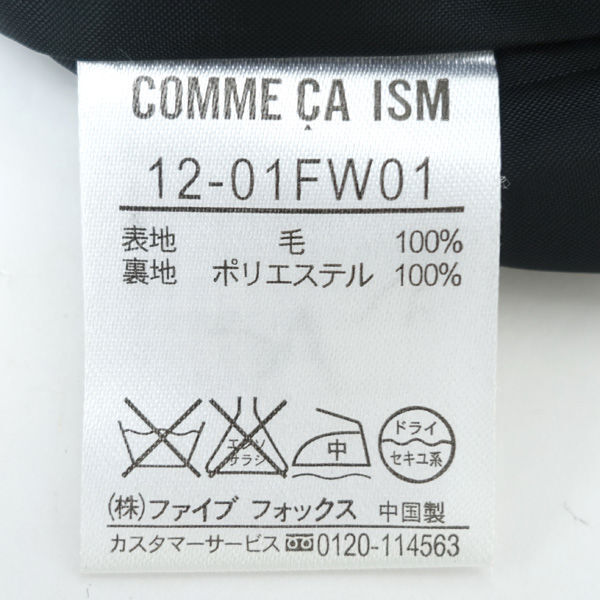 COMME ÇA ISM
12-01FW01
表地 毛 100%
裏地 ポリエステル 100%
エンソ サラシ 中 ドライ セキユ系
(株)ファイブ フォックス 中国製
カスタマーサービス 0120-114563